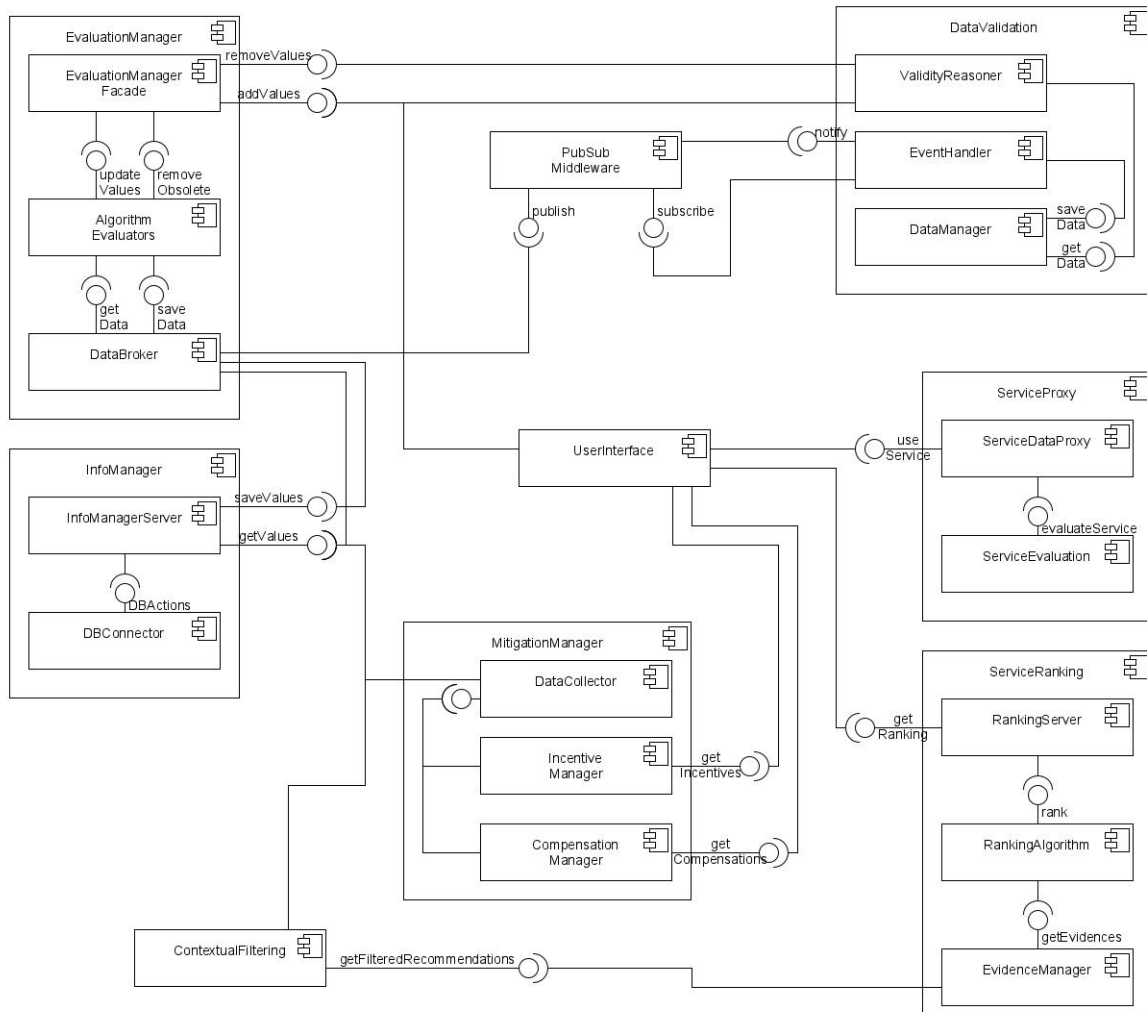 EvaluationManager
EvaluationManager
Facade
removeValues
addValues
update
Values
remove
Obsolete
Algorithm
Evaluators
get
Data
save
Data
DataBroker
PubSub
Middleware
publish
subscribe
notify
DataValidation
ValidityReasoner
EventHandler
DataManager
save
Data
get
Data
InfoManager
InfoManagerServer
saveValues
getValues
DBActions
DBConnector
UserInterface
use
Service
ServiceProxy
ServiceDataProxy
evaluateService
ServiceEvaluation
MitigationManager
DataCollector
Incentive
Manager
get
Incentives
Compensation
Manager
get
Compensations
get
Ranking
ServiceRanking
RankingServer
rank
RankingAlgorithm
getEvidences
EvidenceManager
ContextualFiltering
getFilteredRecommendations